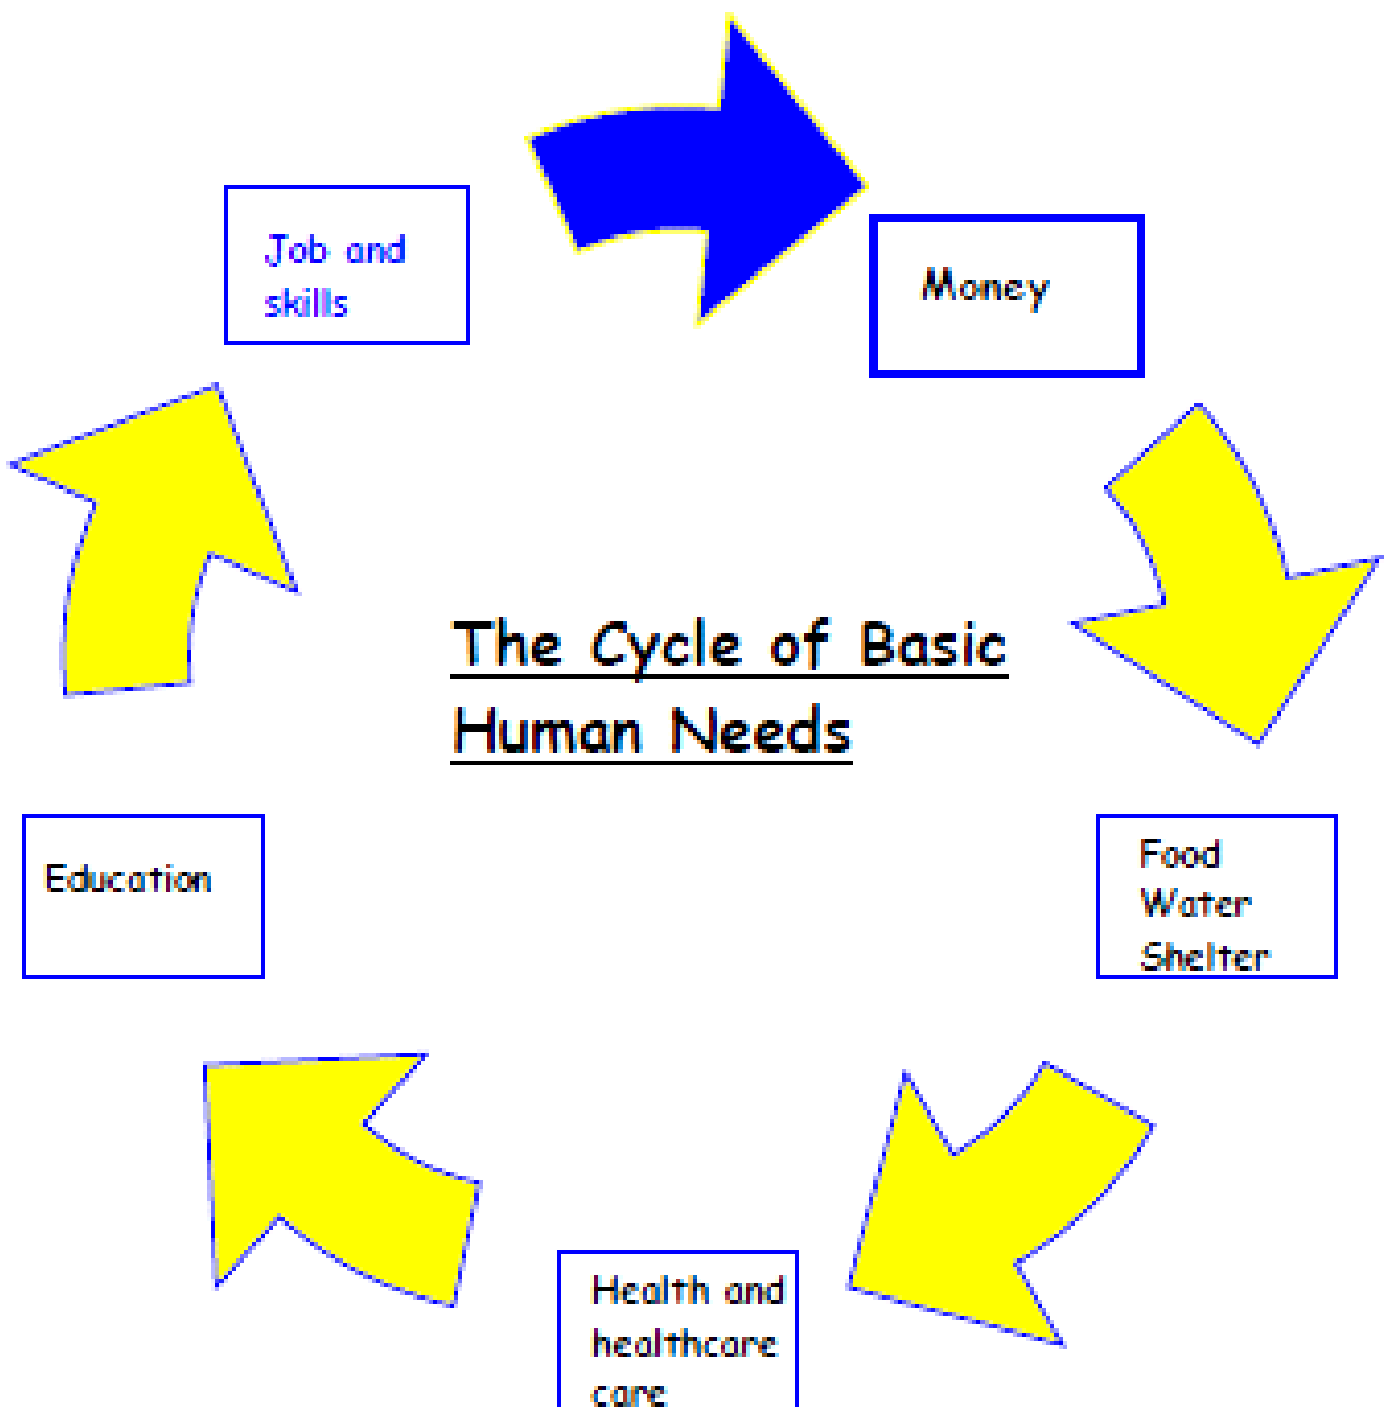 Job and
skills
Money
The Cycle of Basic
Human Needs
Education
Food
Water
Shelter
Health and
healthcare
care